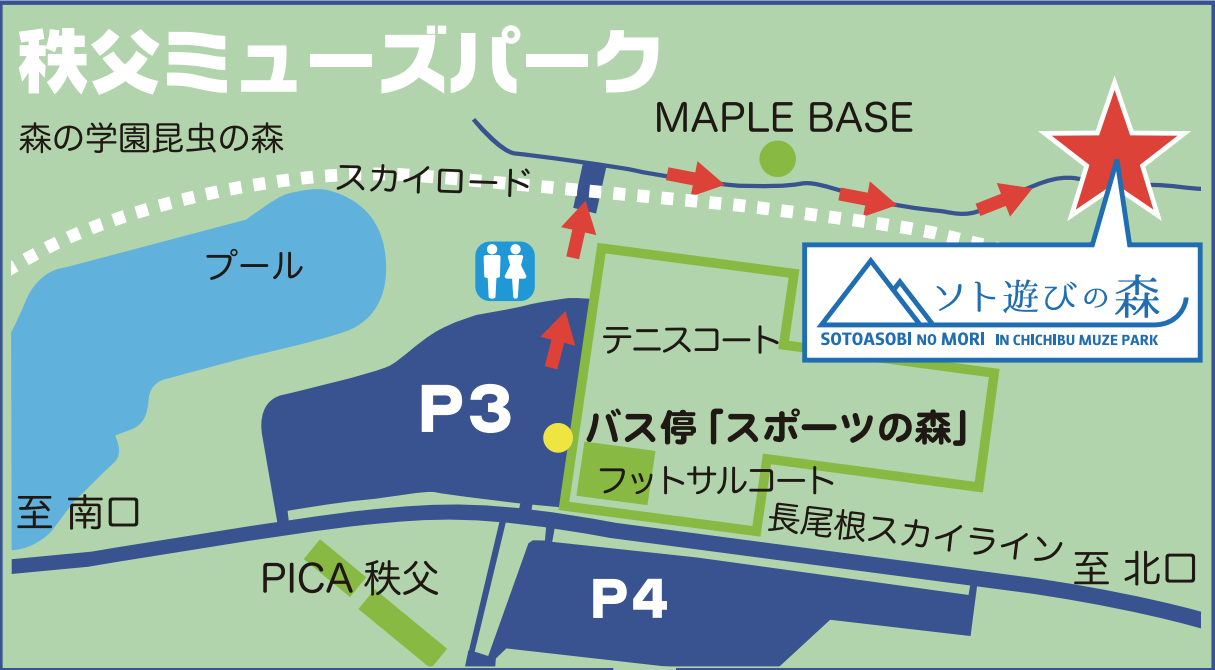 秩父ミューズパーク
MAPLE BASE
森の学園昆虫の森
スカイロード
プール
ソト遊びの森
SOTOASOBI NO MORI IN CHICHIBU MUZE PARK
テニスコート
P3
バス停「スポーツの森」
フットサルコート
至 南口
長尾根スカイライン
至 北口
PICA 秩父
P4